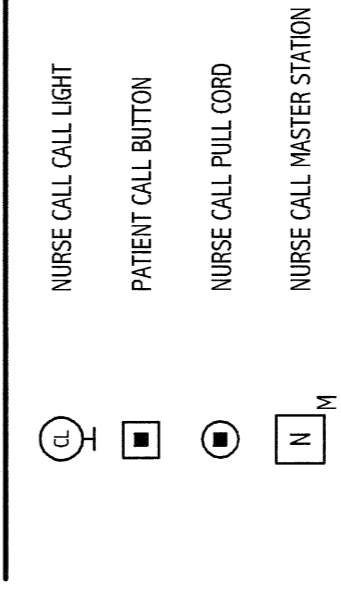 CL NURSE CALL CALL LIGHT
PATIENT CALL BUTTON
NURSE CALL PULL CORD
N M NURSE CALL MASTER STATION